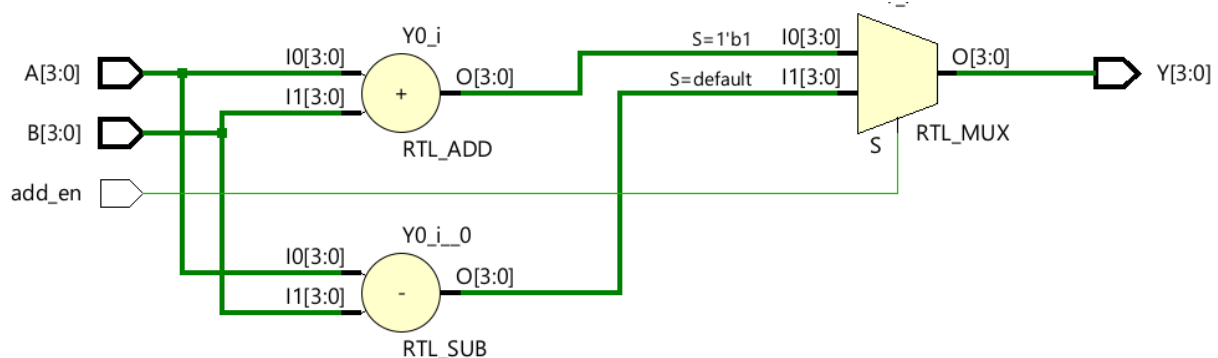 Y0_i
I0[3:0]
I1[3:0]
+
O[3:0]
RTL_ADD
A[3:0]
B[3:0]
add_en
Y0_i__0
I0[3:0]
I1[3:0]
-
O[3:0]
RTL_SUB
S=1'b1
I0[3:0]
S=default
I1[3:0]
S
O[3:0]
RTL_MUX
Y[3:0]